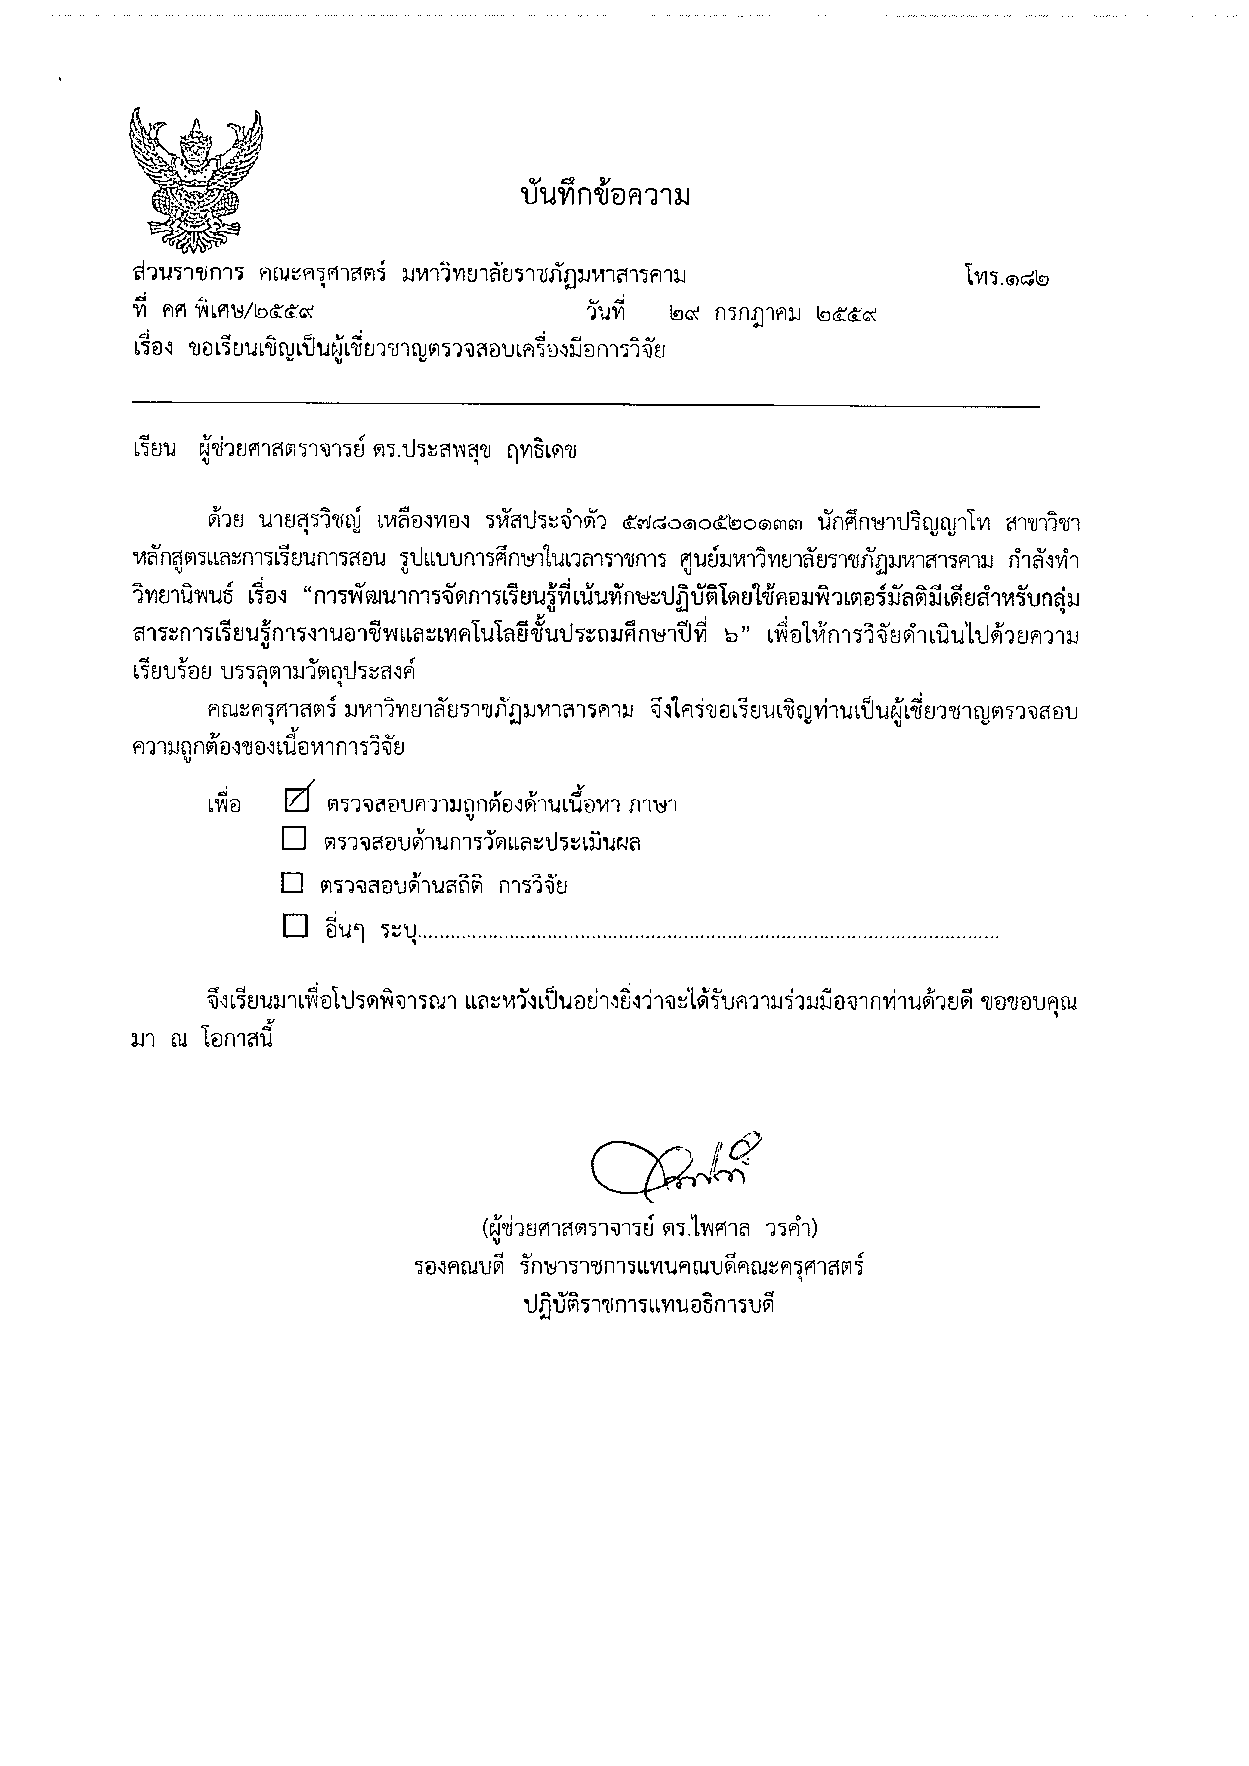 บันทึกข้อความ
ส่วนราชการ คณะครุศาสตร์ มหาวิทยาลัยราชภัฏมหาสารคาม โทร.๑๘๒
ที่ คศ พิเศษ/๒๕๕๙ วันที่ ๒๙ กรกฎาคม ๒๕๕๙
เรื่อง ขอเรียนเชิญเป็นผู้เชี่ยวชาญตรวจสอบเครื่องมือการวิจัย
เรียน ผู้ช่วยศาสตราจารย์ ดร.ประสพสุข ฤทธิเดช
ด้วย นายสุรวิชญ์ เหลืองทอง รหัสประจำตัว ๕๗๘๐๑๐๕๒๐๑๓๓ นักศึกษาปริญญาโท สาขาวิชา
หลักสูตรและการเรียนการสอน รูปแบบการศึกษาในเวลาราชการ ศูนย์มหาวิทยาลัยราชภัฏมหาสารคาม กำลังทำ
วิทยานิพนธ์ เรื่อง “การพัฒนาการจัดการเรียนรู้ที่เน้นทักษะปฏิบัติโดยใช้คอมพิวเตอร์มัลติมีเดียสำหรับกลุ่ม
สาระการเรียนรู้การงานอาชีพและเทคโนโลยีชั้นประถมศึกษาปีที่ ๖” เพื่อให้การวิจัยดำเนินไปด้วยความ
เรียบร้อย บรรลุตามวัตถุประสงค์
คณะครุศาสตร์ มหาวิทยาลัยราชภัฏมหาสารคาม จึงใคร่ขอเรียนเชิญท่านเป็นผู้เชี่ยวชาญตรวจสอบ
ความถูกต้องของเนื้อหาการวิจัย
เพื่อ ตรวจสอบความถูกต้องด้านเนื้อหา ภาษา
ตรวจสอบด้านการวัดและประเมินผล
ตรวจสอบด้านสถิติ การวิจัย
อื่นๆ ระบุ..........................................................................................................
จึงเรียนมาเพื่อโปรดพิจารณา และหวังเป็นอย่างยิ่งว่าจะได้รับความร่วมมือจากท่านด้วยดี ขอขอบคุณ
มา ณ โอกาสนี้
(ผู้ช่วยศาสตราจารย์ ดร.ไพศาล วรคำ)
รองคณบดี รักษาราชการแทนคณบดีคณะครุศาสตร์
ปฏิบัติราชการแทนอธิการบดี